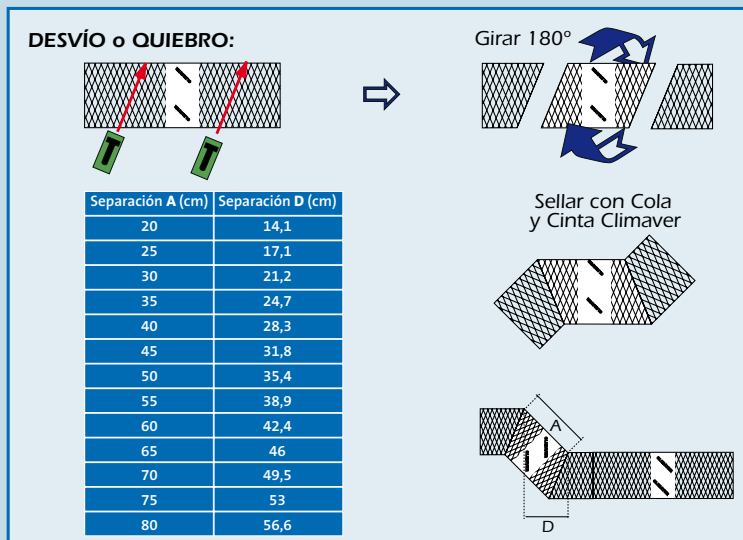 DESVÍO o QUIEBRO:
Girar 180º
Separación A (cm) Separación D (cm)
20 14,1
25 17,1
30 21,2
35 24,7
40 28,3
45 31,8
50 35,4
55 38,9
60 42,4
65 46
70 49,5
75 53
80 56,6
Sellar con Cola
y Cinta Climaver
A
D